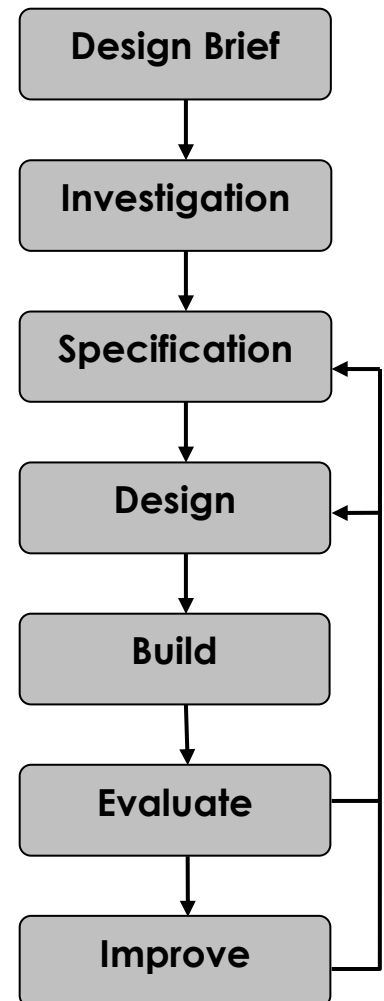 Design Brief
Investigation
Specification
Design
Build
Evaluate
Improve